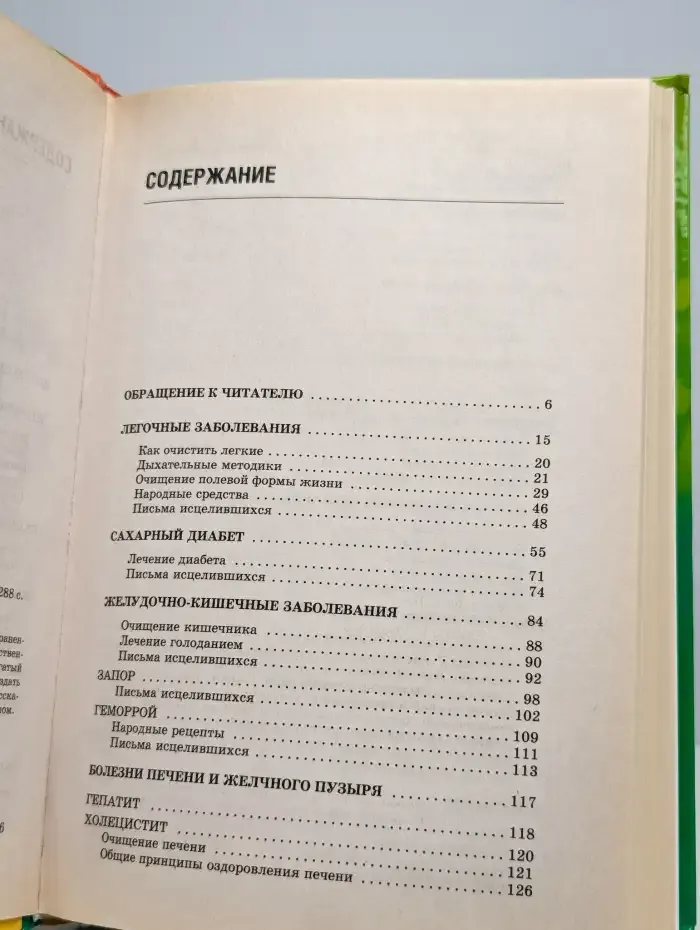 СОДЕРЖАНИЕ
ОБРАЩЕНИЕ К ЧИТАТЕЛЮ 6
ЛЕГОЧНЫЕ ЗАБОЛЕВАНИЯ 15
Как очистить легкие 20
Дыхательные методики 21
Очищение полевой формы жизни 29
Народные средства 46
Письма исцелившихся 48
САХАРНЫЙ ДИАБЕТ 55
Лечение диабета 71
Письма исцелившихся 74
ЖЕЛУДОЧНО-КИШЕЧНЫЕ ЗАБОЛЕВАНИЯ 84
Очищение кишечника 88
Лечение голоданием 90
Письма исцелившихся 92
ЗАПОР 98
Письма исцелившихся 102
ГЕМОРРОЙ 109
Народные рецепты 111
Письма исцелившихся 113
БОЛЕЗНИ ПЕЧЕНИ И ЖЕЛЧНОГО ПУЗЫРЯ 117
ГЕПАТИТ 118
ХОЛЕЦИСТИТ 120
Очищение печени 121
Общие принципы оздоровления печени 126
288 с.